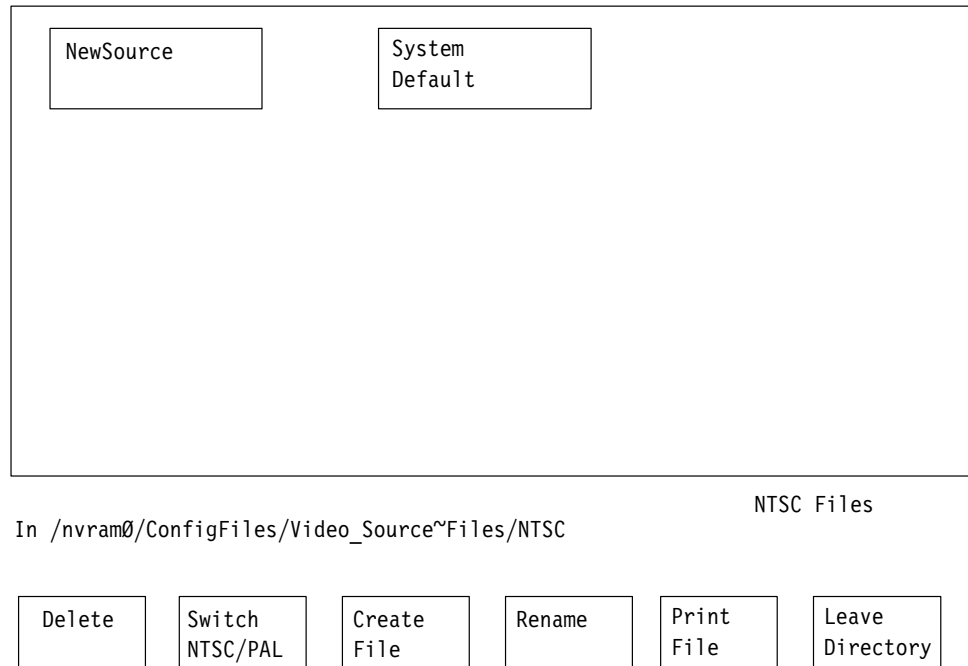 NewSource
System
Default
NTSC Files
In /nvramØ/ConfigFiles/Video_Source~Files/NTSC
Delete
Switch
NTSC/PAL
Create
File
Rename
Print
File
Leave
Directory